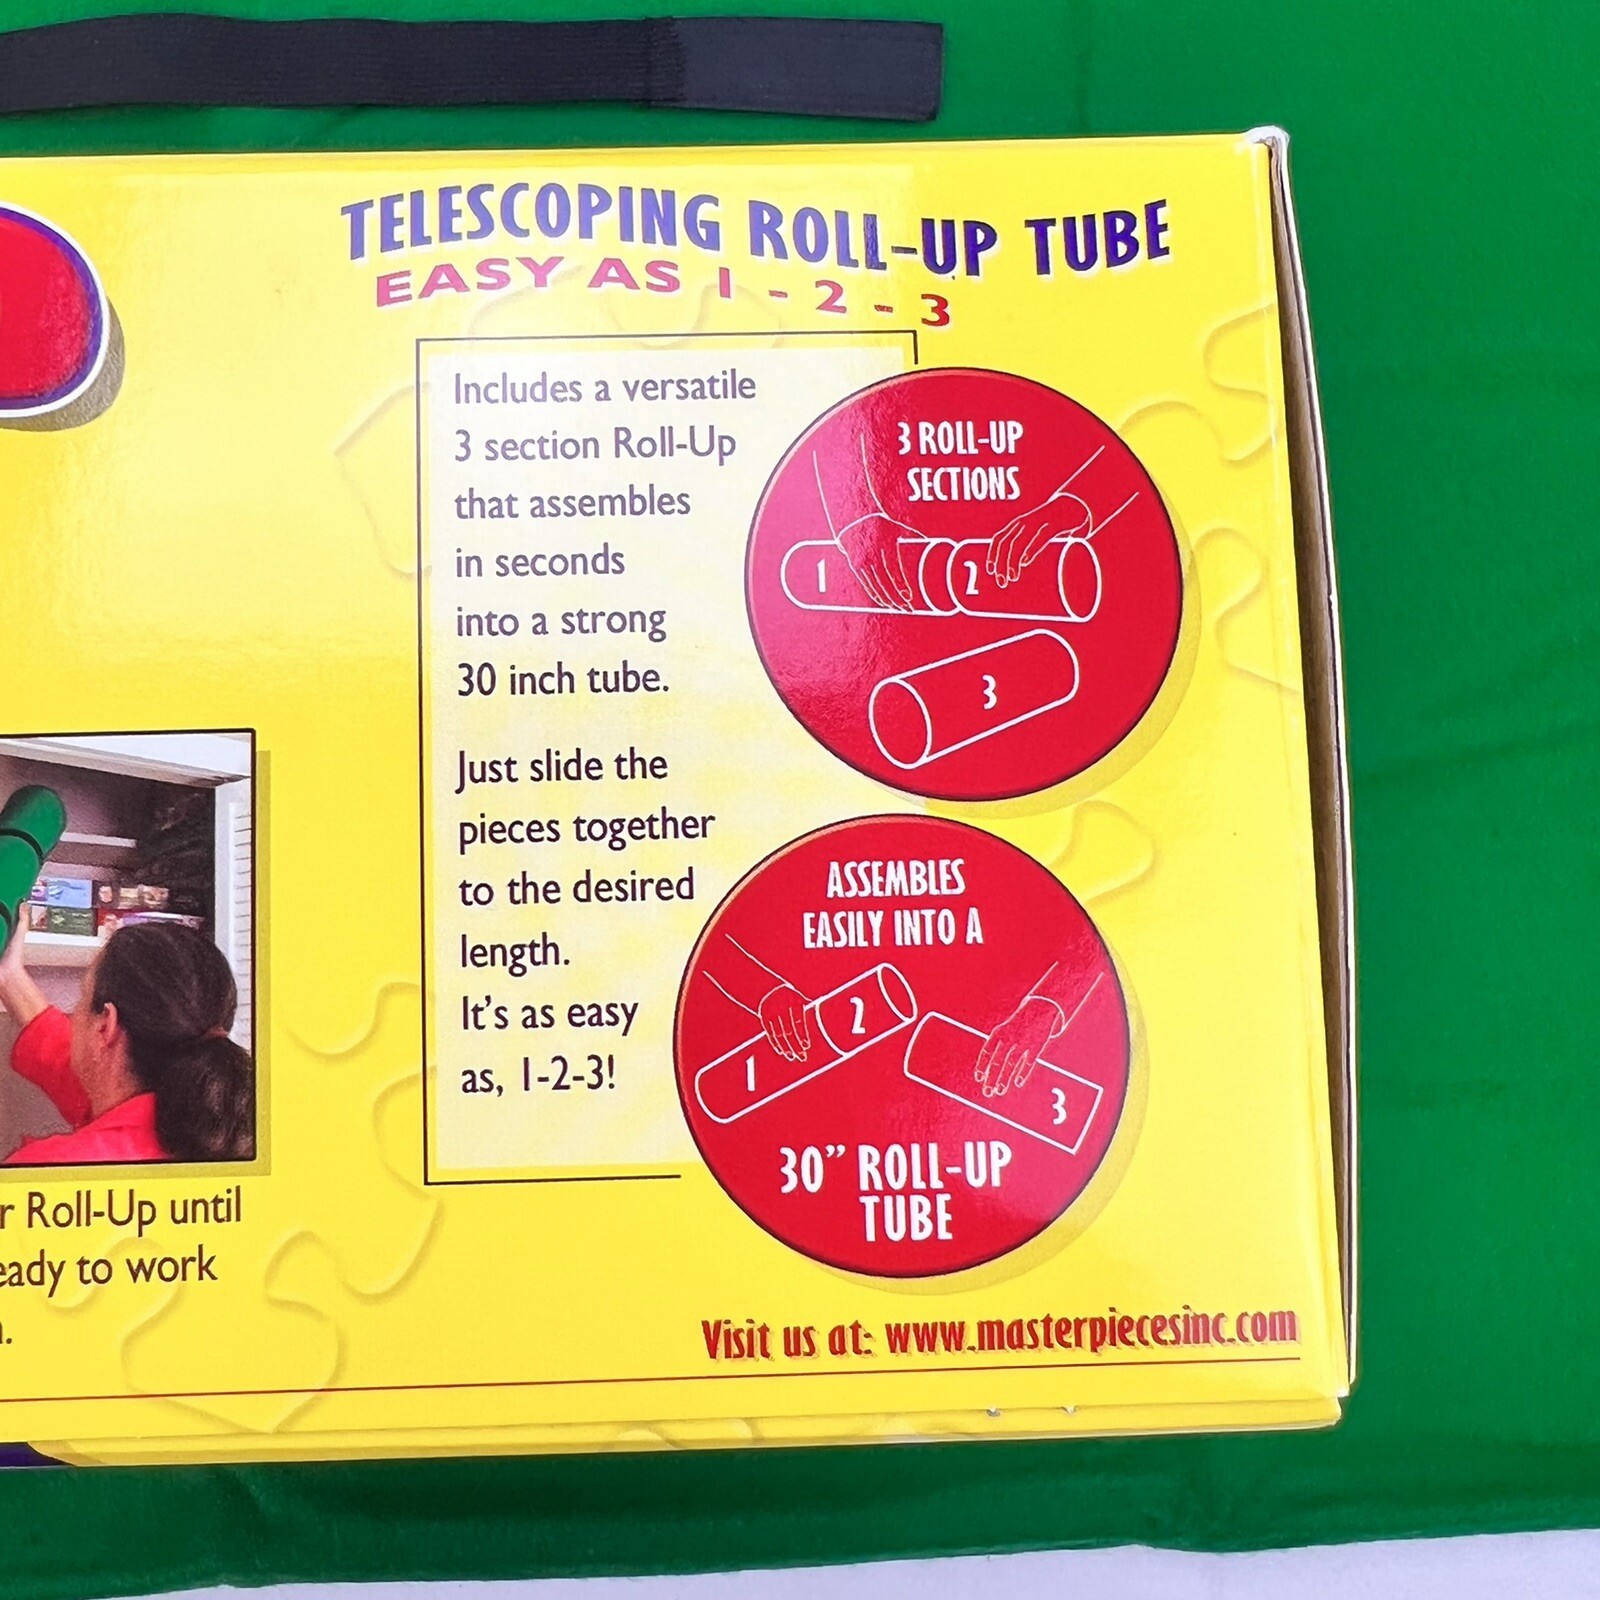 TELESCOPING ROLL-UP TUBE
EASY AS 1 - 2 - 3
Includes a versatile
3 section Roll-Up
that assembles
in seconds
into a strong
30 inch tube.
Just slide the
pieces together
to the desired
length.
It's as easy
as, 1-2-3!
3 ROLL-UP
SECTIONS
1
2
3
ASSEMBLES
EASILY INTO A
1
2
3
30” ROLL-UP
TUBE
r Roll-Up until
eady to work
Visit us at: www.masterpiecesinc.com